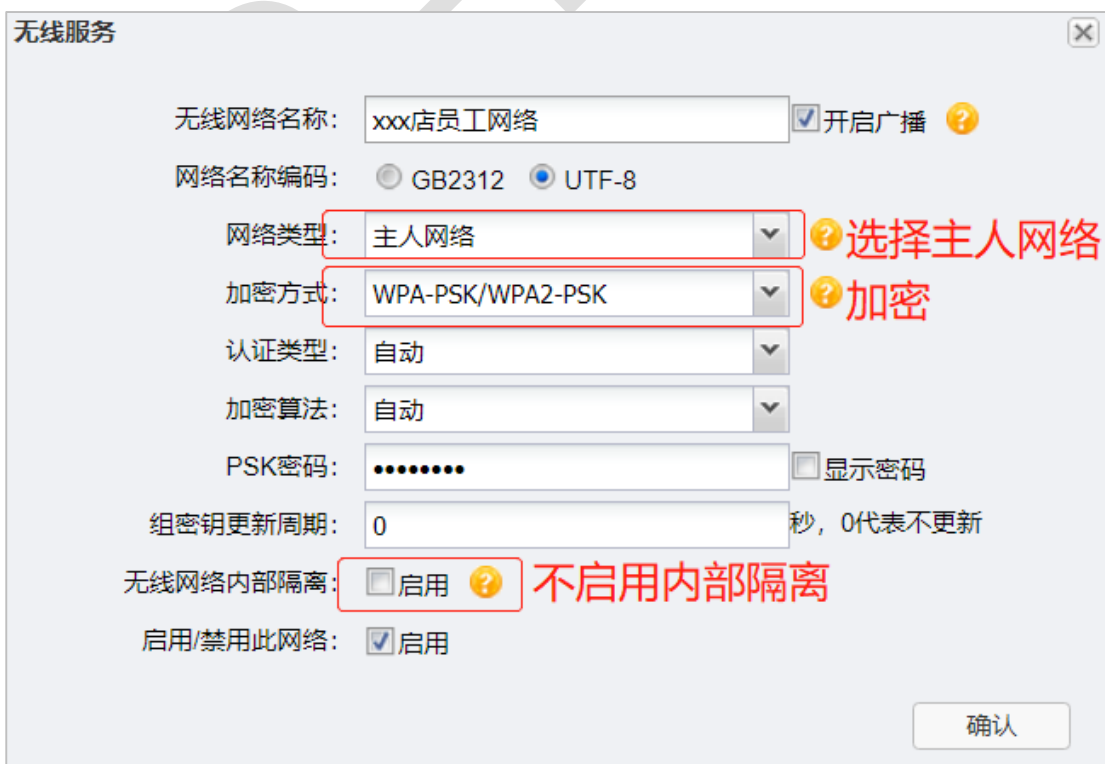 无线服务
无线网络名称： xxx店员工网络 开启广播
网络名称编码： GB2312 UTF-8
网络类型： 主人网络 选择主人网络
加密方式： WPA-PSK/WPA2-PSK 加密
认证类型： 自动
加密算法： 自动
PSK密码： •••••••• 显示密码
组密钥更新周期： 0 秒，0代表不更新
无线网络内部隔离： 启用 不启用内部隔离
启用/禁用此网络： 启用
确认